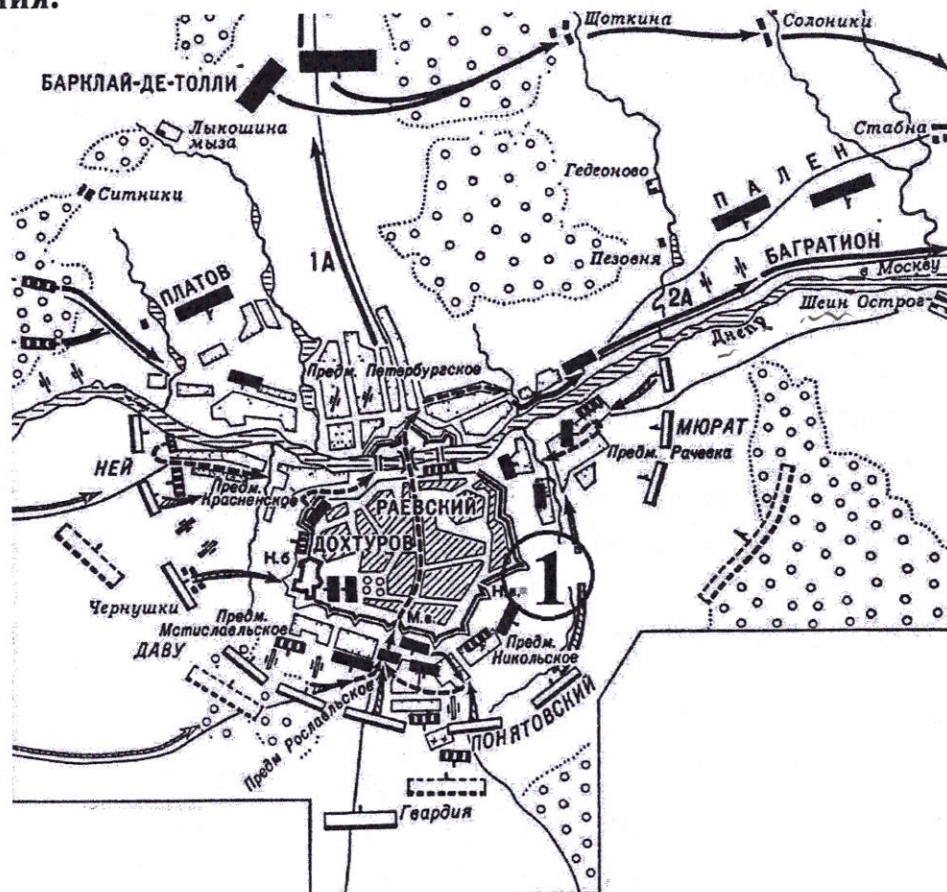 ния.
Щоткина
Солоники
БАРКЛАЙ-ДЕ-ТОЛЛИ
Лыкошина
мыза
Стабна
Ситники
Гедеоново
ПАЛЕН
1А
Пезовня
БАГРАТИОН
ПЛАТОВ
в Москву
2А
Шеин Острог
Днепр
Предм. Петербургское
МЮРАТ
НЕЙ
Предм. Рачевка
Предм.
Красненское
РАЕВСКИЙ
ДОХТУРОВ
Н.б
1
Н.в.
Чернушки
М.в.
Предм.
Мстиславльское
Предм.
Никольское
ДАВУ
Предм Рославльское
ПОНЯТОВСКИЙ
Гвардия